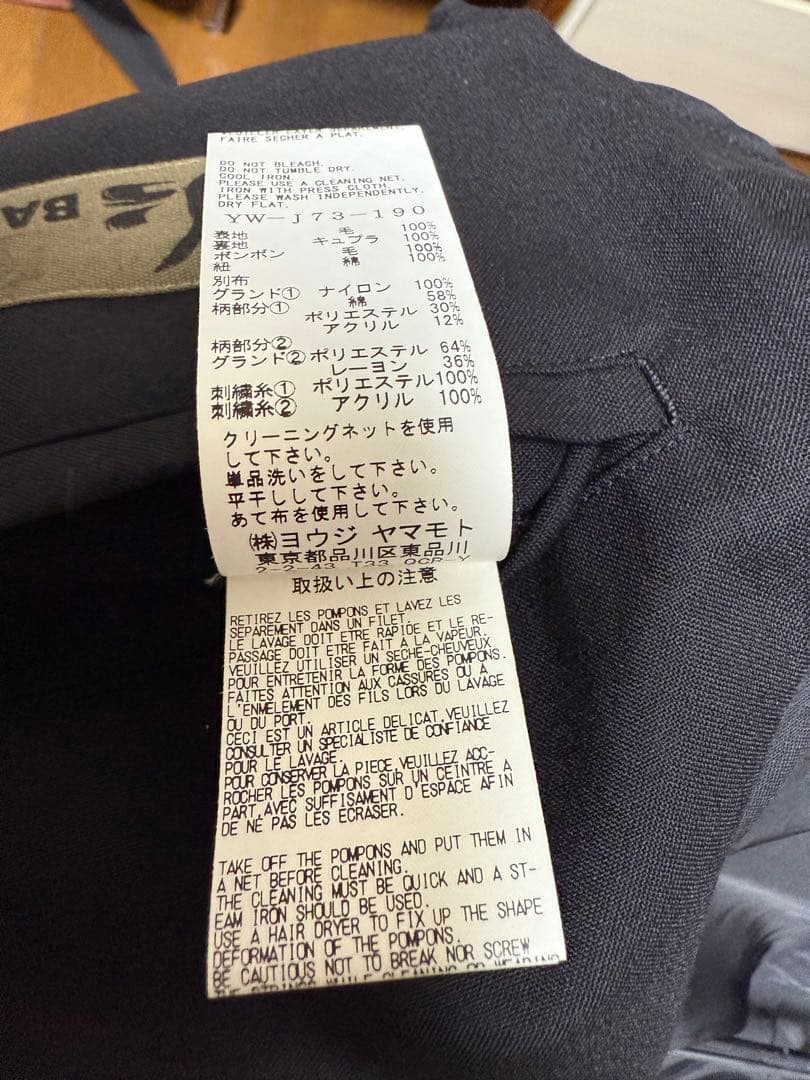 FAIRE SECHER A PLAT.
DO NOT BLEACH.
DO NOT TUMBLE DRY.
COOL IRON.
PLEASE USE A CLEANING NET.
IRON WITH PRESS CLOTH.
PLEASE WASH INDEPENDENTLY.
DRY FLAT.
YW-J73-190
表地 毛 100%
裏地 キュプラ 100%
ボンボン 毛 100%
紐 綿 100%
別布
グランド① ナイロン 100%
柄部分① 綿 58%
ポリエステル 30%
アクリル 12%
柄部分②
グランド② ポリエステル 64%
レーヨン 36%
刺繍糸① ポリエステル 100%
刺繍糸② アクリル 100%
クリーニングネットを使用
して下さい。
単品洗いをして下さい。
平干しして下さい。
あて布を使用して下さい。
㈱ヨウジ ヤマモト
東京都品川区東品川
2-2-43 T33 QCR-Y
取扱い上の注意
RETIREZ LES POMPONS ET LAVEZ LES
SEPAREMENT DANS UN FILET.
LE LAVAGE DOIT ETRE RAPIDE ET LE RE-
PASSAGE DOIT ETRE FAIT A LA VAPEUR.
VEUILLEZ UTILISER UN SECHE-CHEUVEUX
POUR ENTRETENIR LA FORME DES POMPONS.
FAITES ATTENTION AUX CASSURES OU A
L'ENMELEMENT DES FILS LORS DU LAVAGE
OU DU PORT.
CECI EST UN ARTICLE DELICAT,VEUILLEZ
CONSULTER UN SPECIALISTE DE CONFIANCE
POUR LE LAVAGE.
POUR CONSERVER LA PIECE,VEUILLEZ ACC-
ROCHER LES POMPONS SUR UN CEINTRE A
PART,AVEC SUFFISAMENT D'ESPACE AFIN
DE NE PAS LES ECRASER.
TAKE OFF THE POMPONS AND PUT THEM IN
A NET BEFORE CLEANING.
THE CLEANING MUST BE QUICK AND A ST-
EAM IRON SHOULD BE USED.
USE A HAIR DRYER TO FIX UP THE SHAPE
DEFORMATION OF THE POMPONS.
BE CAUTIOUS NOT TO BREAK NOR SCREW
THE STRINGS WHILE CLEANING OR WEARING
BA